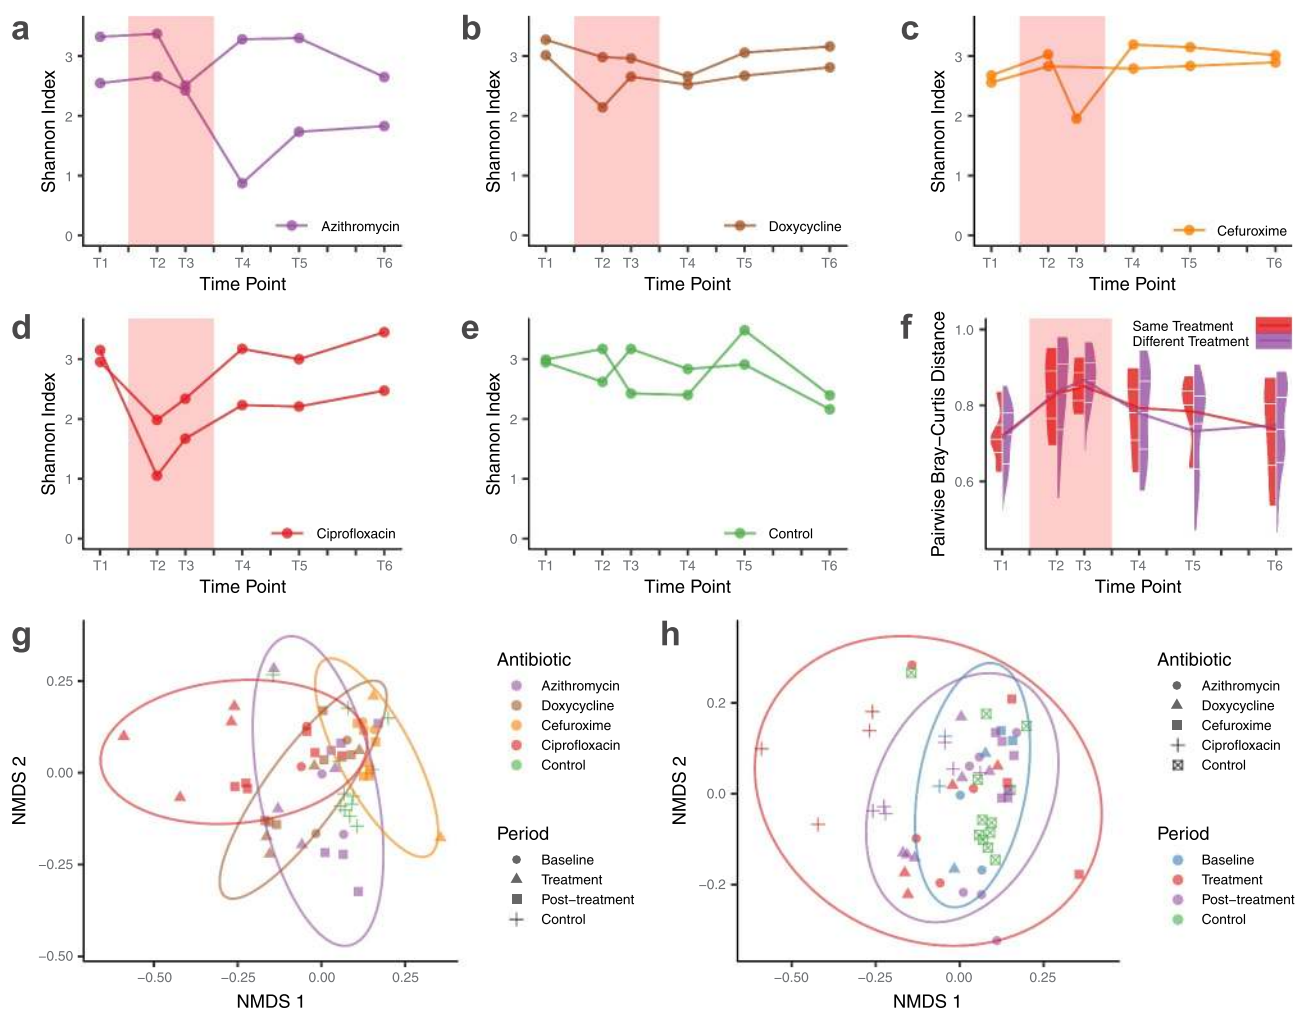 a
3
2
1
0
Shannon Index
Azithromycin
T1 T2 T3 T4 T5 T6
Time Point
b
3
2
1
0
Shannon Index
Doxycycline
T1 T2 T3 T4 T5 T6
Time Point
c
3
2
1
0
Shannon Index
Cefuroxime
T1 T2 T3 T4 T5 T6
Time Point
d
3
2
1
0
Shannon Index
Ciprofloxacin
T1 T2 T3 T4 T5 T6
Time Point
e
3
2
1
0
Shannon Index
Control
T1 T2 T3 T4 T5 T6
Time Point
f
1.0
0.8
0.6
Pairwise Bray−Curtis Distance
Same Treatment
Different Treatment
T1 T2 T3 T4 T5 T6
Time Point
g
0.25
0.00
−0.25
−0.50
NMDS 2
−0.50 −0.25 0.00 0.25
NMDS 1
Antibiotic
Azithromycin
Doxycycline
Cefuroxime
Ciprofloxacin
Control
Period
Baseline
Treatment
Post−treatment
Control
h
0.2
0.0
−0.2
NMDS 2
−0.50 −0.25 0.00 0.25
NMDS 1
Antibiotic
Azithromycin
Doxycycline
Cefuroxime
Ciprofloxacin
Control
Period
Baseline
Treatment
Post−treatment
Control